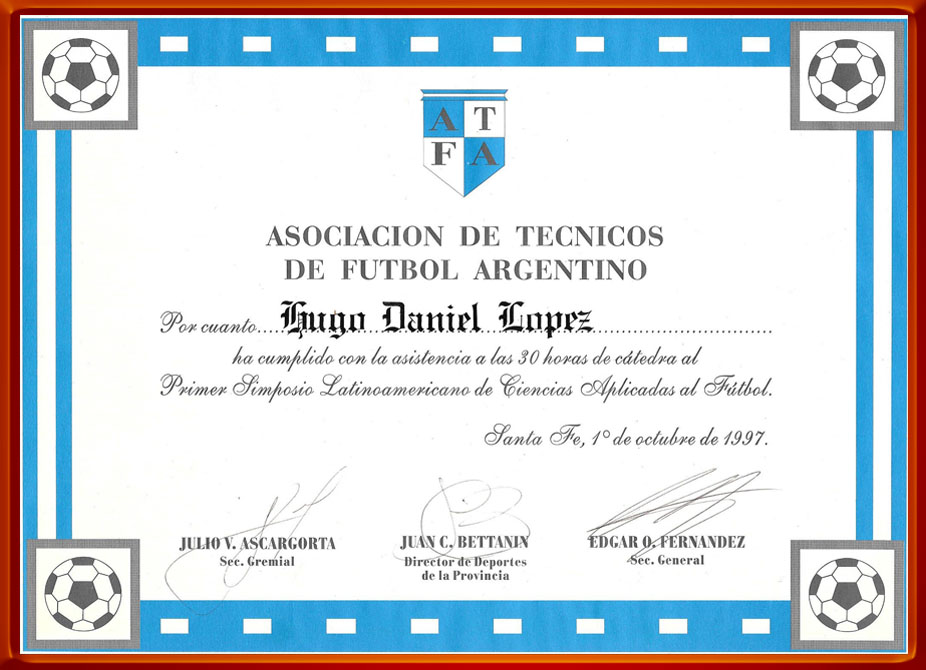 A T
F A
ASOCIACION DE TECNICOS
DE FUTBOL ARGENTINO
Por cuanto.......Hugo Daniel Lopez.......
ha cumplido con la asistencia a las 30 horas de cátedra al
Primer Simposio Latinoamericano de Ciencias Aplicadas al Fútbol.
Santa Fe, 1° de octubre de 1997.
JULIO V. ASCARGORTA
Sec. Gremial
JUAN C. BETTANIN
Director de Deportes
de la Provincia
EDGAR O. FERNANDEZ
Sec. General